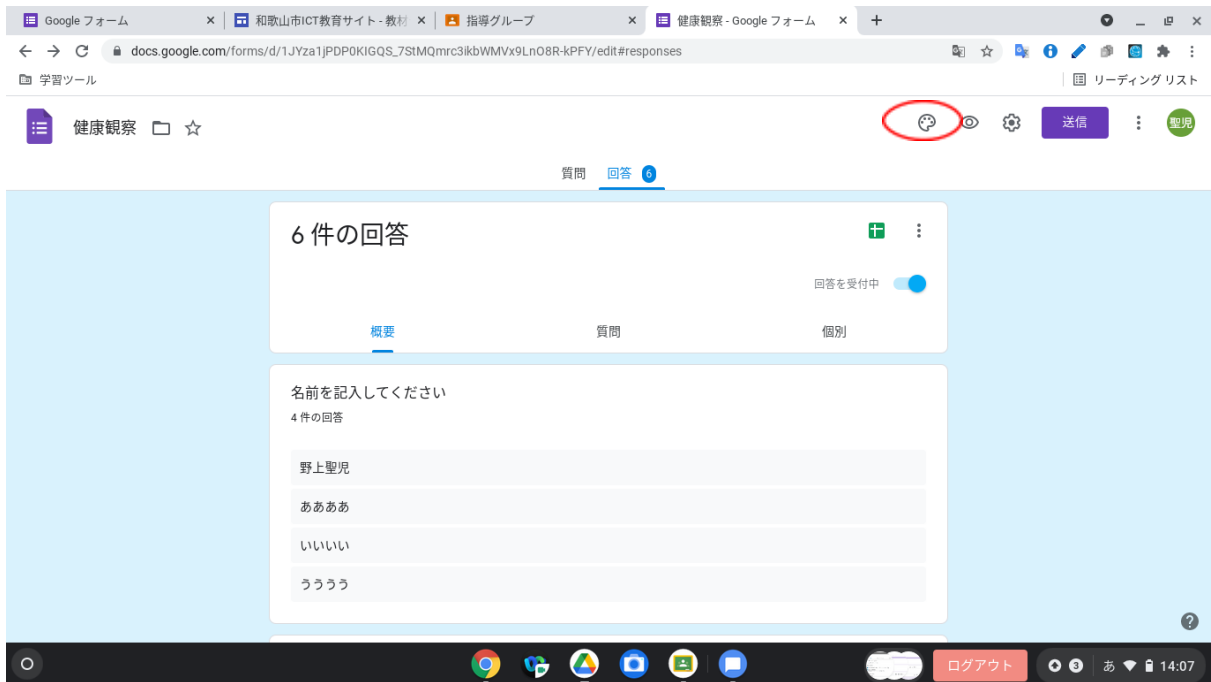 Google フォーム
和歌山市ICT教育サイト - 教材
指導グループ
健康観察 - Google フォーム
docs.google.com/forms/d/1JYza1jPDP0KIGQS_7StMQmrc3ikbWMVx9LnO8R-kPFY/edit#responses
学習ツール
リーディング リスト
健康観察
送信
聖児
質問
回答 6
6 件の回答
回答を受付中
概要
質問
個別
名前を記入してください
4 件の回答
野上聖児
ああああ
いいいい
うううう
ログアウト
3
あ
14:07